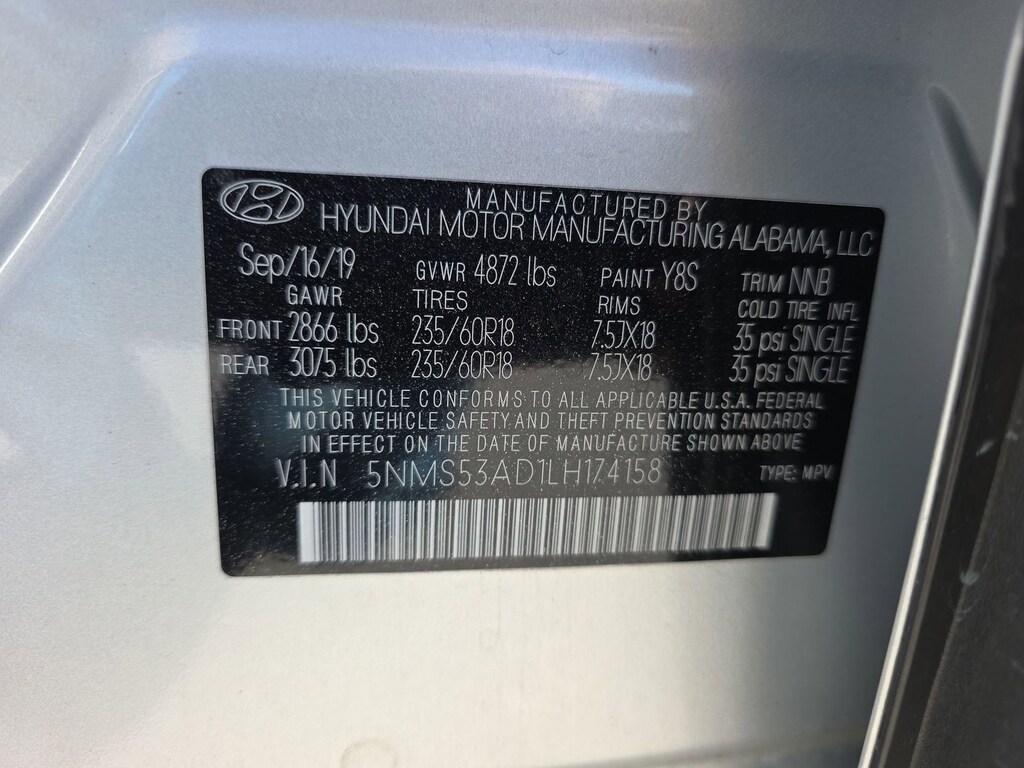 MANUFACTURED BY
HYUNDAI MOTOR MANUFACTURING ALABAMA, LLC
Sep/16/19 GVWR 4872 lbs PAINT Y8S TRIM NNB
GAWR TIRES RIMS COLD TIRE INFL
FRONT 2866 lbs 235/60R18 7.5JX18 35 psi SINGLE
REAR 3075 lbs 235/60R18 7.5JX18 35 psi SINGLE
THIS VEHICLE CONFORMS TO ALL APPLICABLE U.S.A. FEDERAL
MOTOR VEHICLE SAFETY AND THEFT PREVENTION STANDARDS
IN EFFECT ON THE DATE OF MANUFACTURE SHOWN ABOVE
V.I.N 5NMS53AD1LH174158 TYPE: MPV